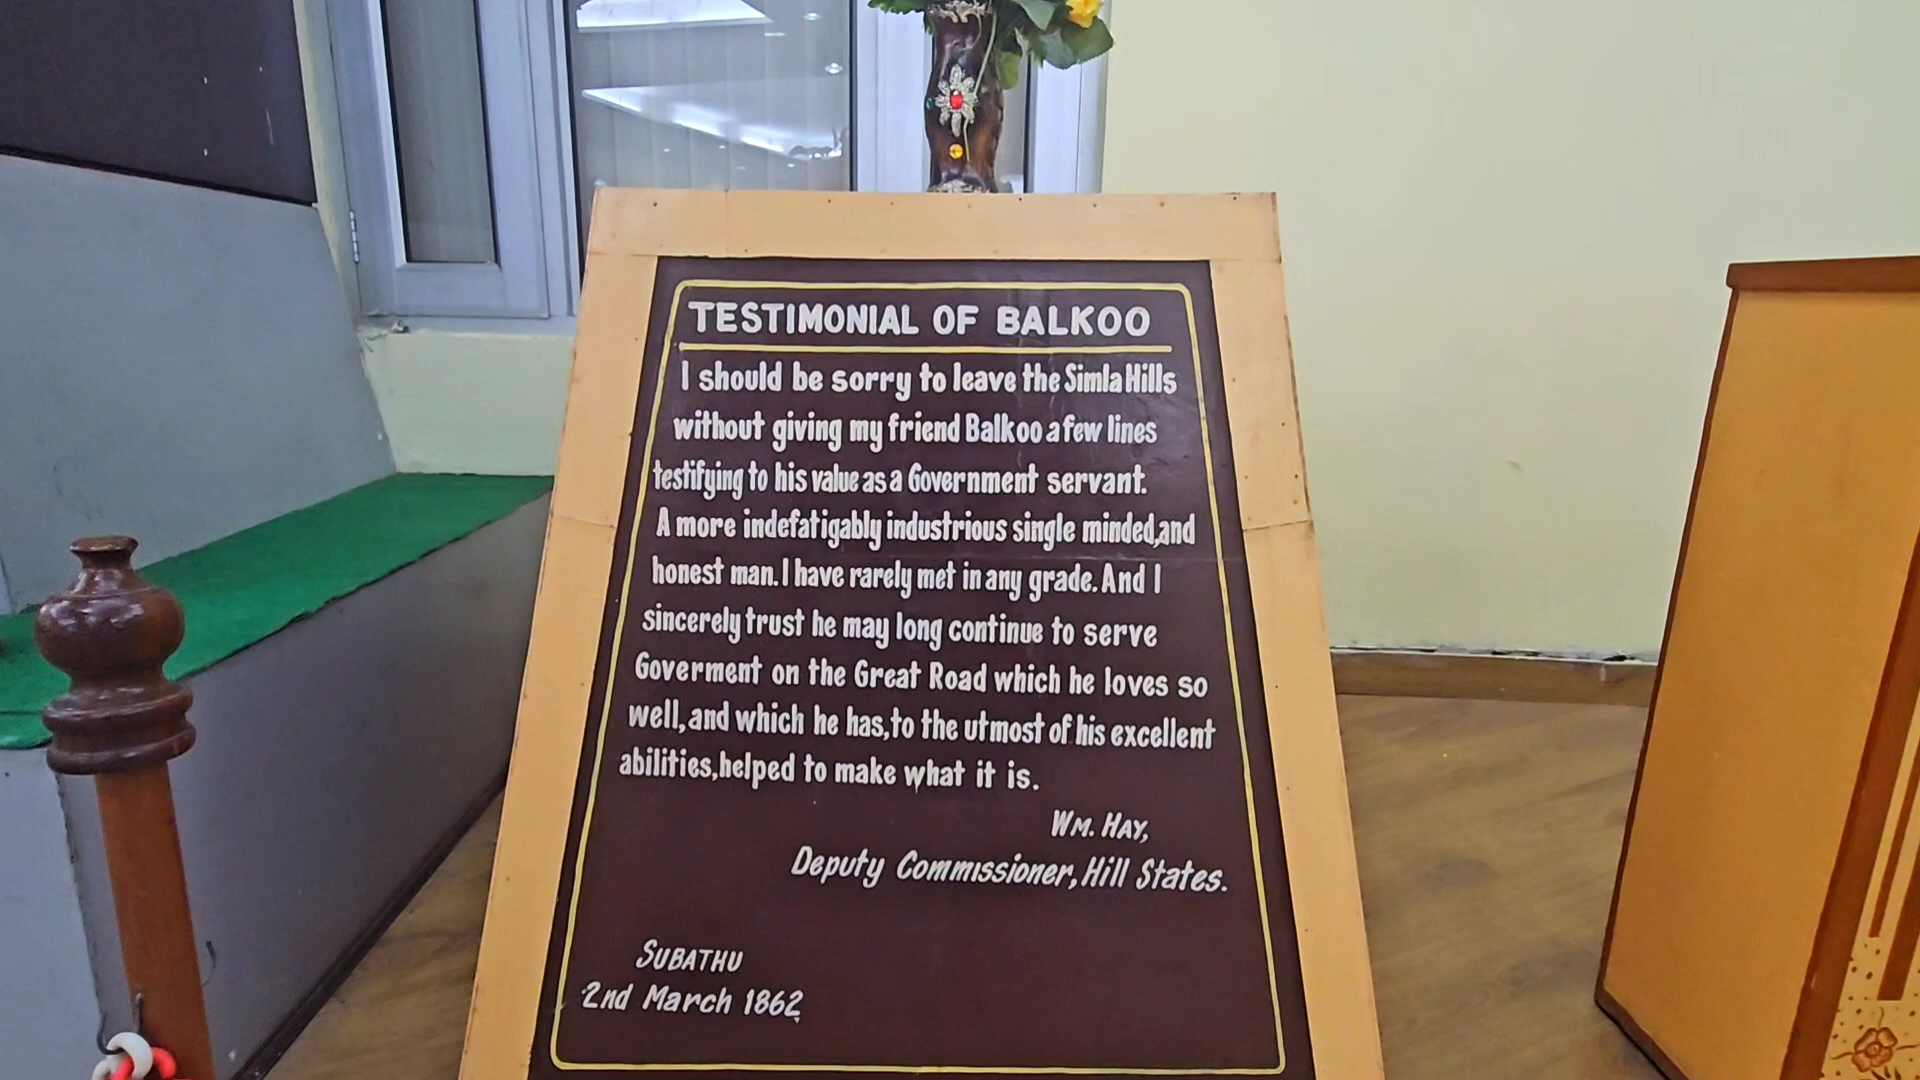 TESTIMONIAL OF BALKOO
I should be sorry to leave the Simla Hills
without giving my friend Balkoo a few lines
testifying to his value as a Government servant.
A more indefatigably industrious single minded,and
honest man. I have rarely met in any grade. And I
sincerely trust he may long continue to serve
Goverment on the Great Road which he loves so
well, and which he has, to the utmost of his excellent
abilities, helped to make what it is.
WM. HAY,
Deputy Commissioner, Hill States.
SUBATHU
2nd March 1862